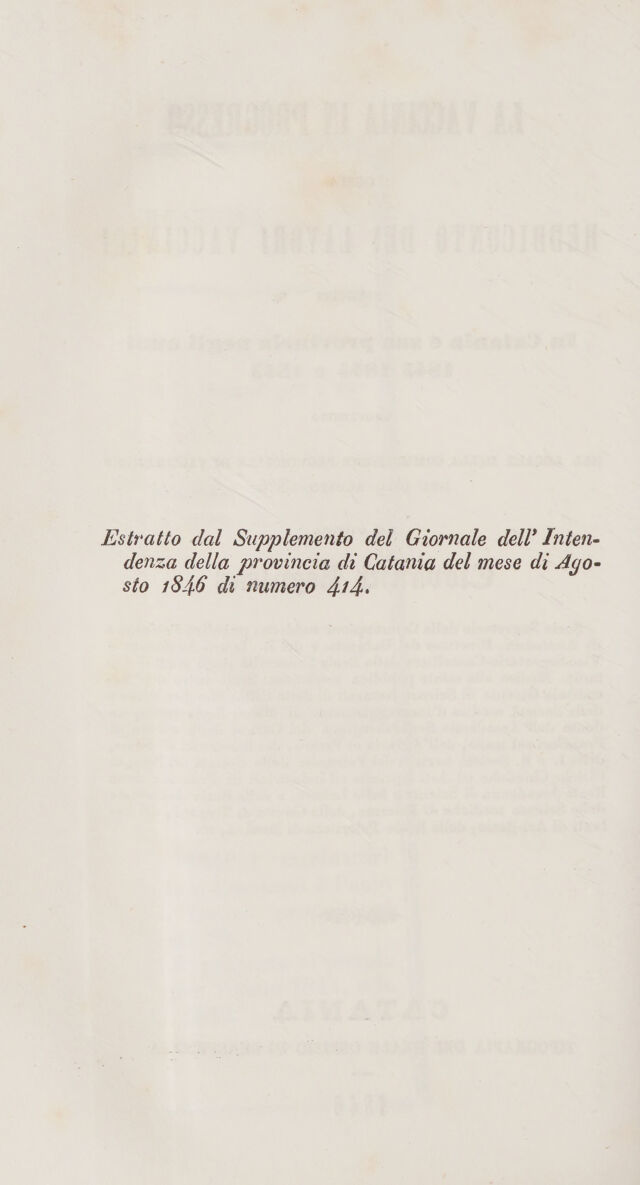 Estratto dal Supplemento del Giornale dell' Inten-
denza della provincia di Catania del mese di Ago-
sto 1846 di numero 414.